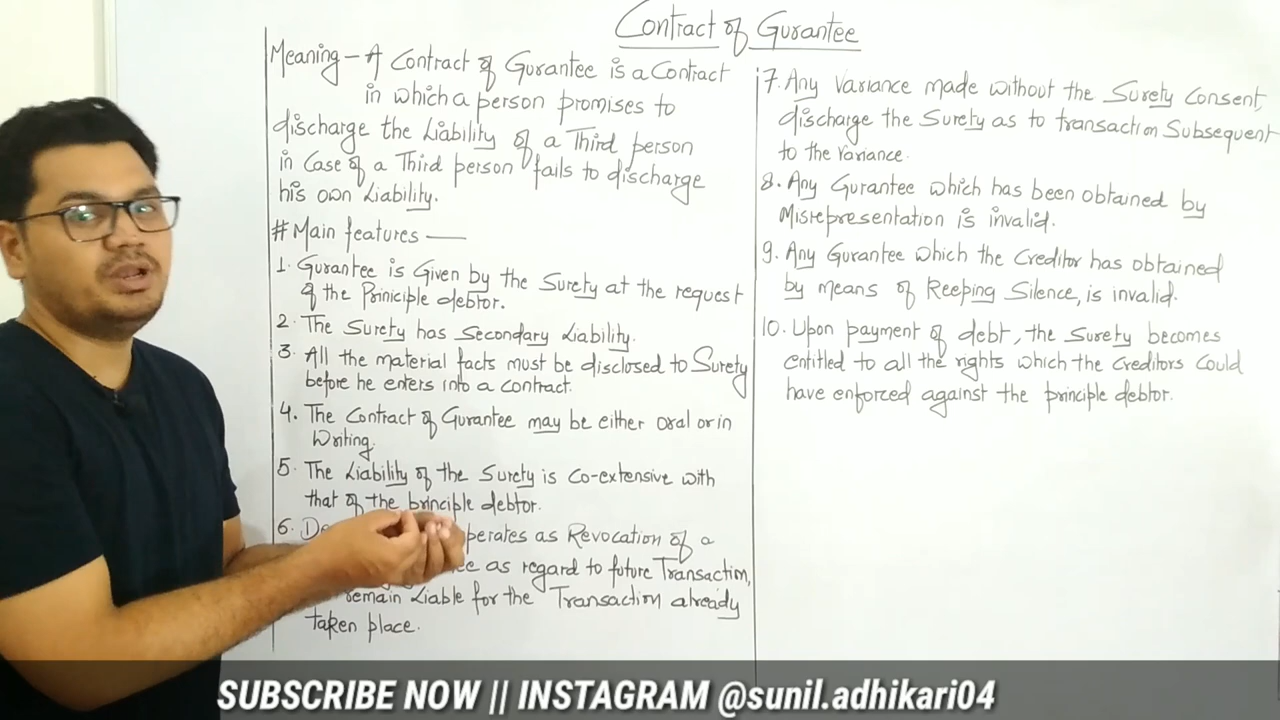 Contract of Gurantee
Meaning - A Contract of Gurantee is a Contract
in which a person promises to
discharge the Liability of a Third person
in Case of a Third person fails to discharge
his own Liability.
# Main features —
1. Gurantee is Given by the Surety at the request
of the Priniciple debtor.
2. The Surety has Secondary Liability.
3. All the material facts must be disclosed to Surety
before he enters into a contract.
4. The Contract of Gurantee may be either oral or in
Writing.
5. The Liability of the Surety is Co-extensive with
that of the princible debtor.
6. perates as Revocation of a
as regard to future Transaction,
remain Liable for the Transaction already
taken place.
7. Any Variance made without the Surety Consent,
discharge the Surety as to transaction Subsequent
to the variance.
8. Any Gurantee which has been obtained by
Misrepresentation is invalid.
9. Any Gurantee which the Creditor has obtained
by means of Keeping Silence, is invalid.
10. Upon payment of debt, the Surety becomes
entitled to all the rights which the Creditors Could
have enforced against the principle debtor.
SUBSCRIBE NOW || INSTAGRAM @sunil.adhikari04